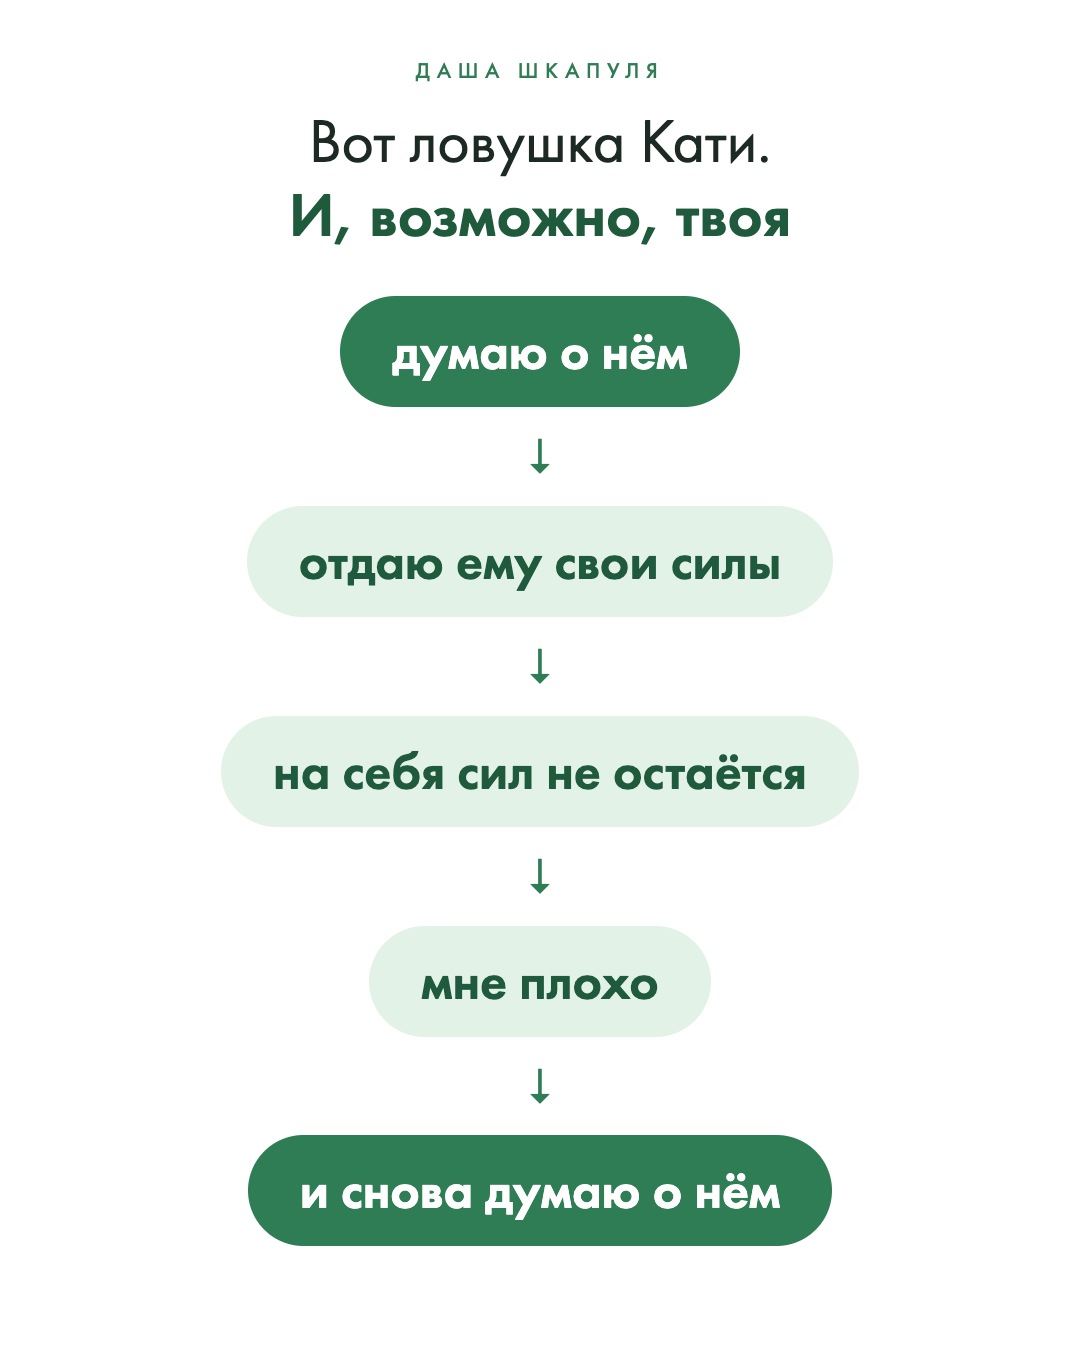 ДАША ШКАПУЛЯ
Вот ловушка Кати.
И, возможно, твоя
думаю о нём
↓
отдаю ему свои силы
↓
на себя сил не остаётся
↓
мне плохо
↓
и снова думаю о нём